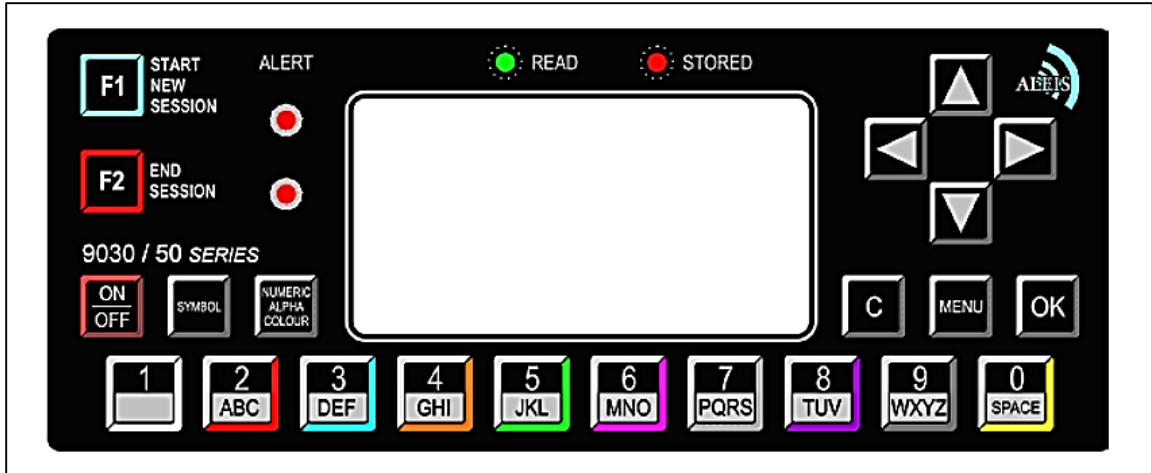 F1
START
NEW
SESSION
ALERT
READ
STORED
F2
END
SESSION
9030 / 50 SERIES
ON
OFF
SYMBOL
NUMERIC
ALPHA
COLOUR
C
MENU
OK
1
2
ABC
3
DEF
4
GHI
5
JKL
6
MNO
7
PQRS
8
TUV
9
WXYZ
0
SPACE